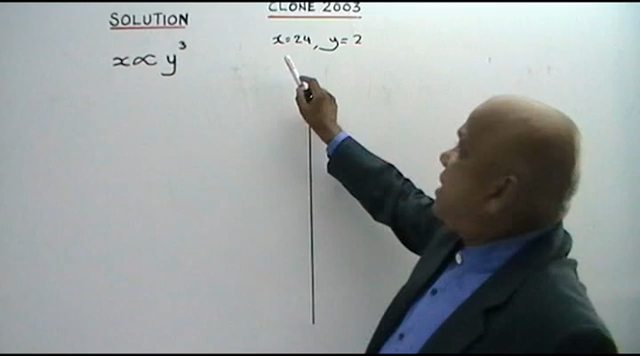 SOLUTION
x ∝ y³
CLONE 2003
x = 24, y = 2